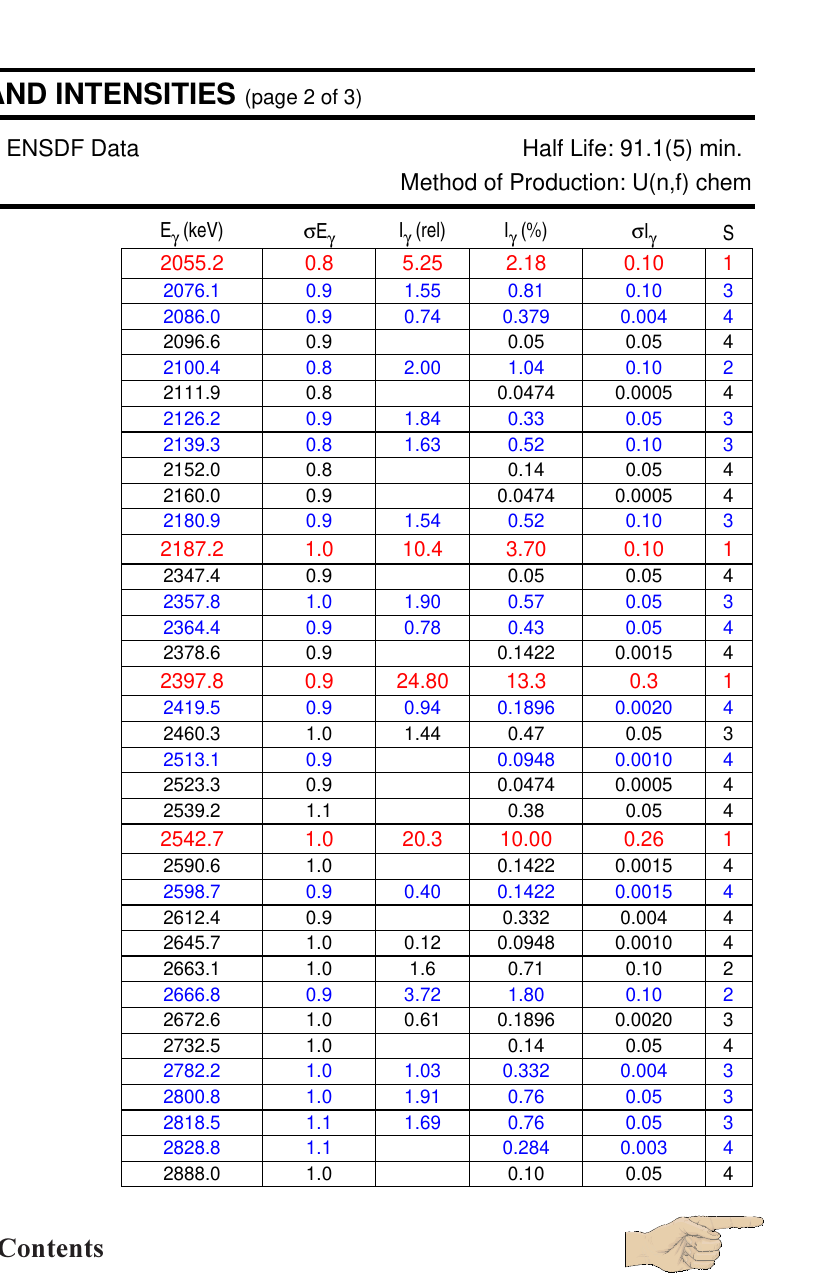 AND INTENSITIES (page 2 of 3)
ENSDF Data Half Life: 91.1(5) min.
Method of Production: U(n,f) chem
Eγ (keV) σEγ Iγ (rel) Iγ (%) σIγ S
2055.2 0.8 5.25 2.18 0.10 1
2076.1 0.9 1.55 0.81 0.10 3
2086.0 0.9 0.74 0.379 0.004 4
2096.6 0.9 0.05 0.05 4
2100.4 0.8 2.00 1.04 0.10 2
2111.9 0.8 0.0474 0.0005 4
2126.2 0.9 1.84 0.33 0.05 3
2139.3 0.8 1.63 0.52 0.10 3
2152.0 0.8 0.14 0.05 4
2160.0 0.9 0.0474 0.0005 4
2180.9 0.9 1.54 0.52 0.10 3
2187.2 1.0 10.4 3.70 0.10 1
2347.4 0.9 0.05 0.05 4
2357.8 1.0 1.90 0.57 0.05 3
2364.4 0.9 0.78 0.43 0.05 4
2378.6 0.9 0.1422 0.0015 4
2397.8 0.9 24.80 13.3 0.3 1
2419.5 0.9 0.94 0.1896 0.0020 4
2460.3 1.0 1.44 0.47 0.05 3
2513.1 0.9 0.0948 0.0010 4
2523.3 0.9 0.0474 0.0005 4
2539.2 1.1 0.38 0.05 4
2542.7 1.0 20.3 10.00 0.26 1
2590.6 1.0 0.1422 0.0015 4
2598.7 0.9 0.40 0.1422 0.0015 4
2612.4 0.9 0.332 0.004 4
2645.7 1.0 0.12 0.0948 0.0010 4
2663.1 1.0 1.6 0.71 0.10 2
2666.8 0.9 3.72 1.80 0.10 2
2672.6 1.0 0.61 0.1896 0.0020 3
2732.5 1.0 0.14 0.05 4
2782.2 1.0 1.03 0.332 0.004 3
2800.8 1.0 1.91 0.76 0.05 3
2818.5 1.1 1.69 0.76 0.05 3
2828.8 1.1 0.284 0.003 4
2888.0 1.0 0.10 0.05 4
Contents